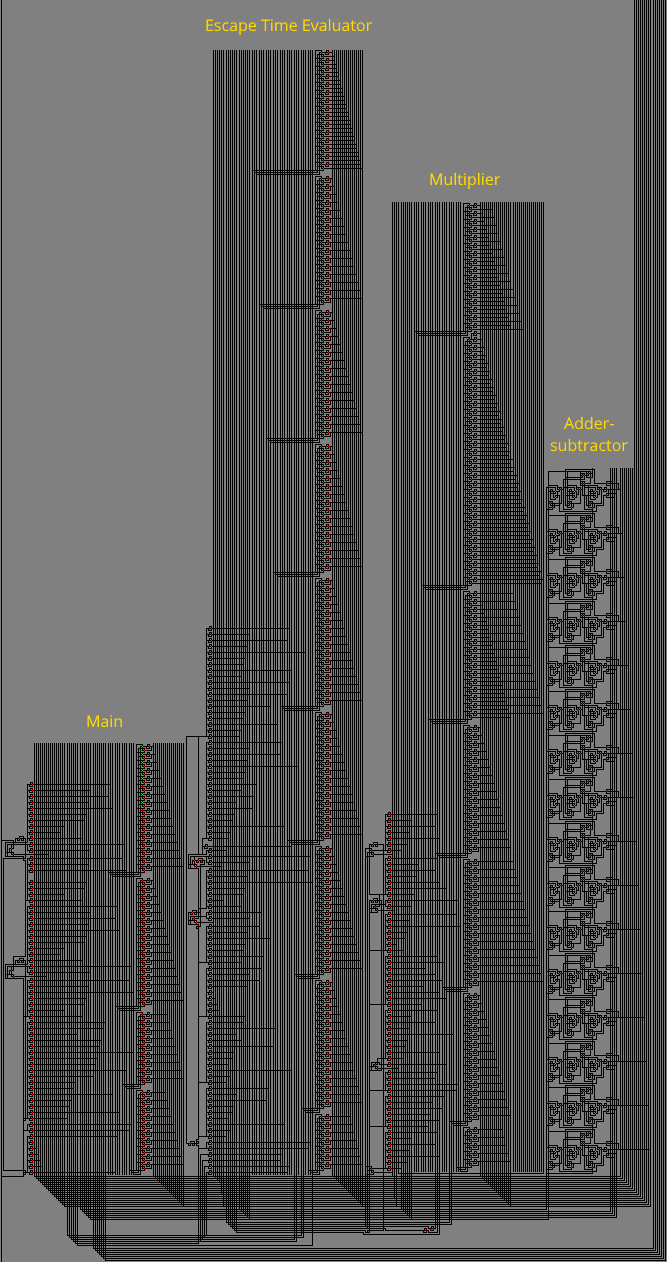 Escape Time Evaluator
Multiplier
Adder-
subtractor
Main